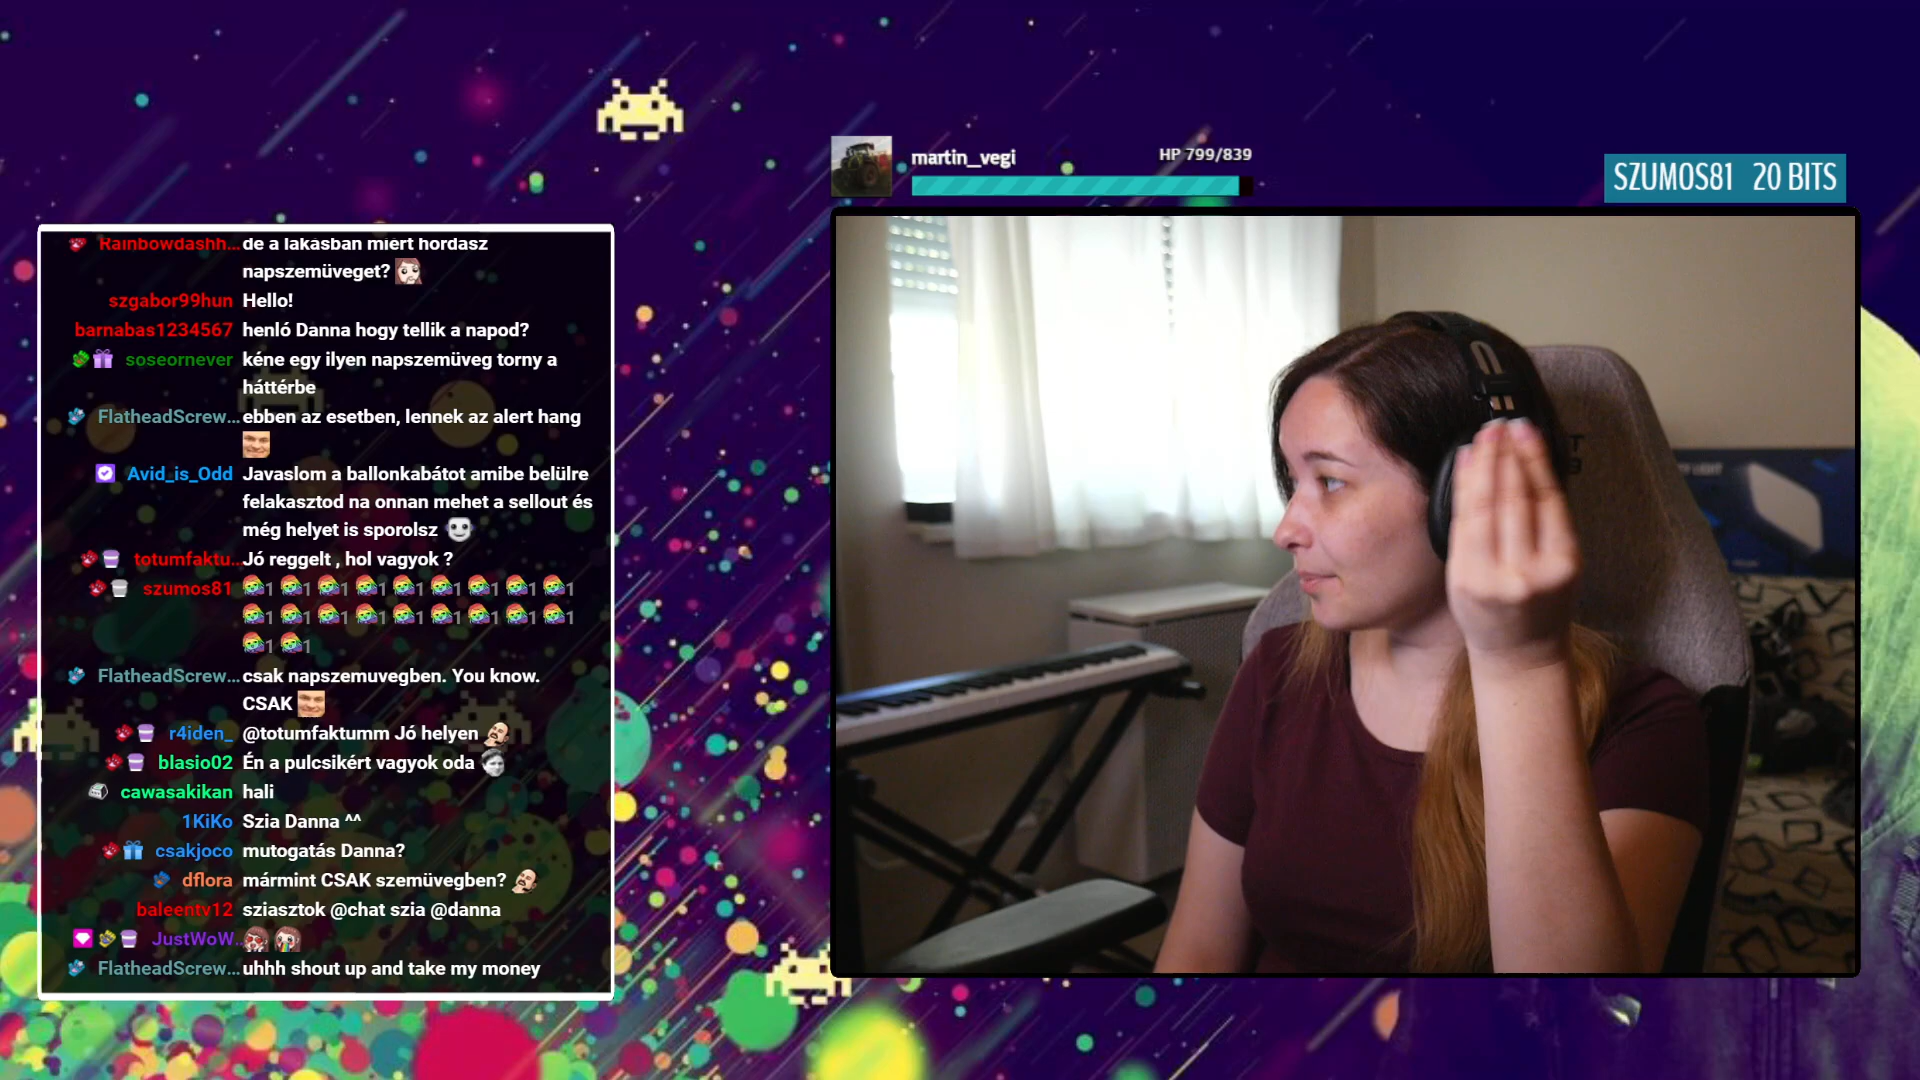 martin_vegi HP 799/839
SZUMOS81 20 BITS
Rainbowdashh... de a lakásban miért hordasz
napszemüveget?
szgabor99hun Hello!
barnabas1234567 henló Danna hogy tellik a napod?
soseornever kéne egy ilyen napszemüveg torny a
háttérbe
FlatheadScrew... ebben az esetben, lennek az alert hang
Avid_is_Odd Javaslom a ballonkabátot amibe belülre
felakasztod na onnan mehet a sellout és
még helyet is sporolsz
totumfaktu... Jó reggelt , hol vagyok ?
szumos81 1 1 1 1 1 1 1 1 1
1 1 1 1 1 1 1 1 1
1 1
FlatheadScrew... csak napszemuvegben. You know.
CSAK
r4iden_ @totumfaktumm Jó helyen
blasio02 Én a pulcsikért vagyok oda
cawasakikan hali
1KiKo Szia Danna ^^
csakjoco mutogatás Danna?
dflora mármint CSAK szemüvegben?
baleentv12 sziasztok @chat szia @danna
JustWoW...
FlatheadScrew... uhhh shout up and take my money